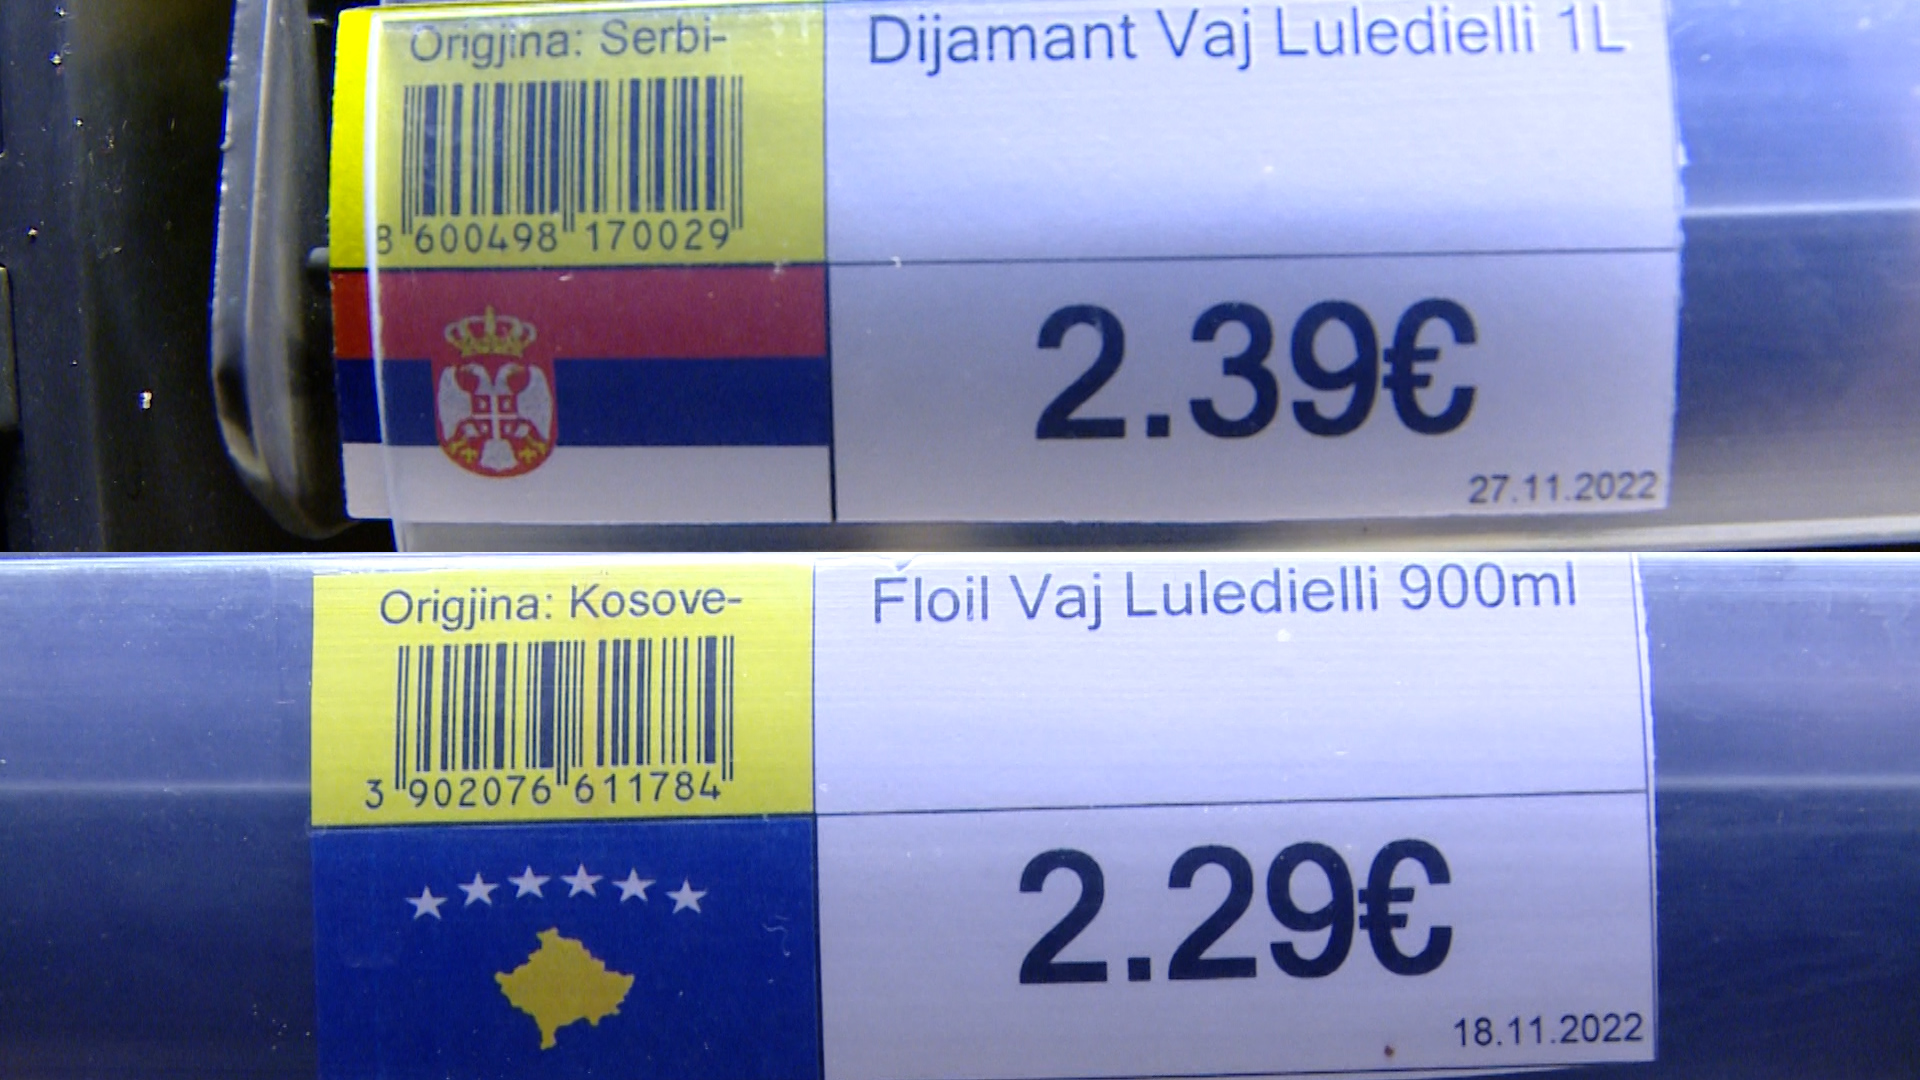 Origjina: Serbi-
Dijamant Vaj Luledielli 1L
8 600498 170029
2.39€
27.11.2022
Origjina: Kosove-
Floil Vaj Luledielli 900ml
3 902076 611784
2.29€
18.11.2022